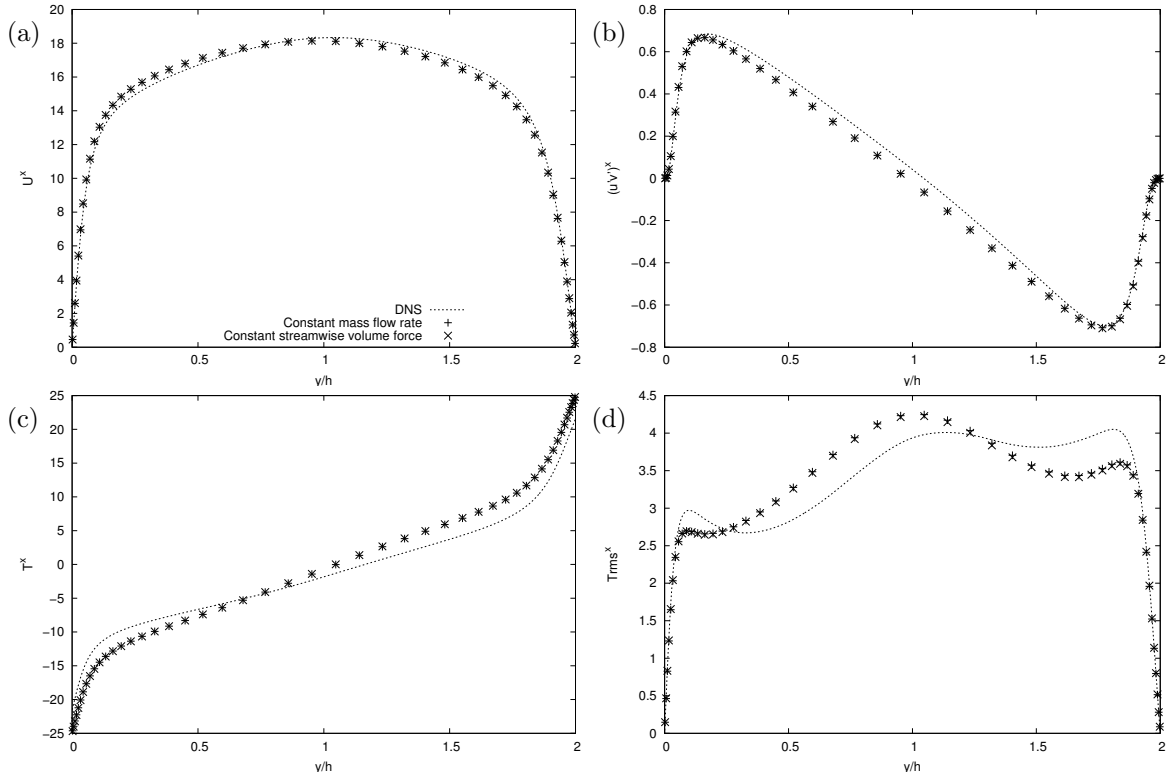 (a)
20
18
16
14
12
10
8
6
4
2
0
U^x
DNS
Constant mass flow rate
Constant streamwise volume force
0 0.5 1 1.5 2
y/h
(b)
0.8
0.6
0.4
0.2
0
−0.2
−0.4
−0.6
−0.8
(u'v')^x
0 0.5 1 1.5 2
y/h
(c)
25
20
15
10
5
0
−5
−10
−15
−20
−25
T^x
0 0.5 1 1.5 2
y/h
(d)
4.5
4
3.5
3
2.5
2
1.5
1
0.5
0
Trms^x
0 0.5 1 1.5 2
y/h